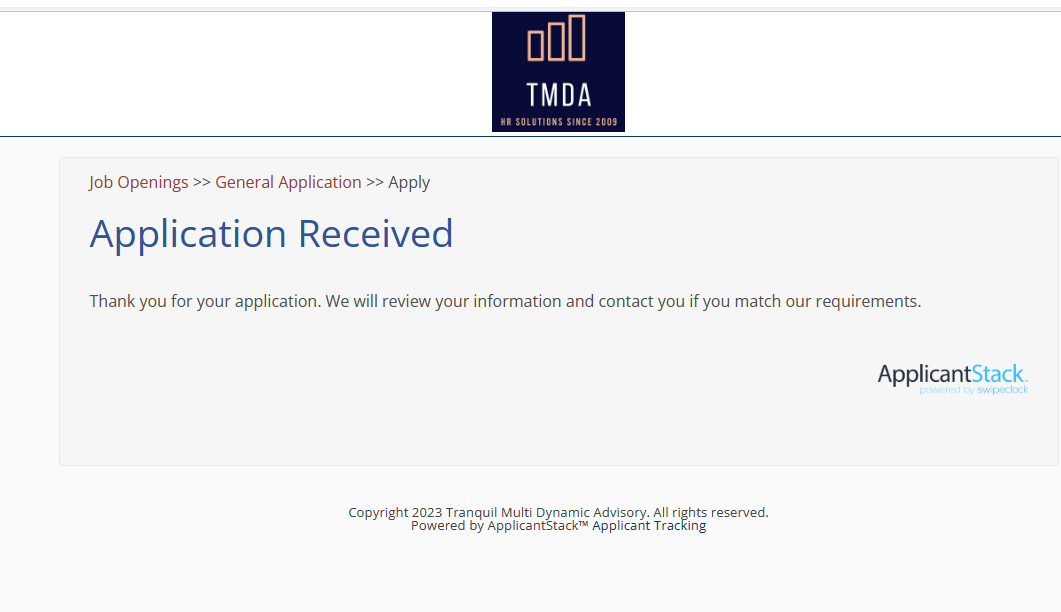 TMDA
HR SOLUTIONS SINCE 2009
Job Openings >> General Application >> Apply
Application Received
Thank you for your application. We will review your information and contact you if you match our requirements.
ApplicantStack
powered by swipeclock
Copyright 2023 Tranquil Multi Dynamic Advisory. All rights reserved.
Powered by ApplicantStack™ Applicant Tracking